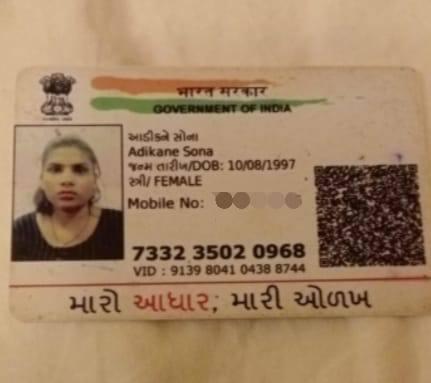 भारत सरकार
GOVERNMENT OF INDIA
આડીકને સોના
Adikane Sona
જન્મ તારીખ/DOB: 10/08/1997
સ્ત્રી/ FEMALE
Mobile No:
7332 3502 0968
VID : 9139 8041 0438 8744
મારો આધાર, મારી ઓળખ